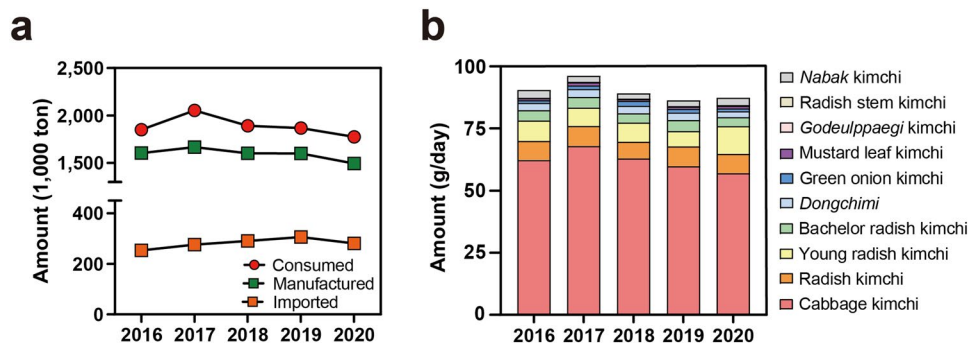 a
Amount (1,000 ton)
2,500
2,000
1,500
400
200
0
2016 2017 2018 2019 2020
Consumed
Manufactured
Imported
b
Amount (g/day)
100
75
50
25
0
2016 2017 2018 2019 2020
Nabak kimchi
Radish stem kimchi
Godeulppaegi kimchi
Mustard leaf kimchi
Green onion kimchi
Dongchimi
Bachelor radish kimchi
Young radish kimchi
Radish kimchi
Cabbage kimchi